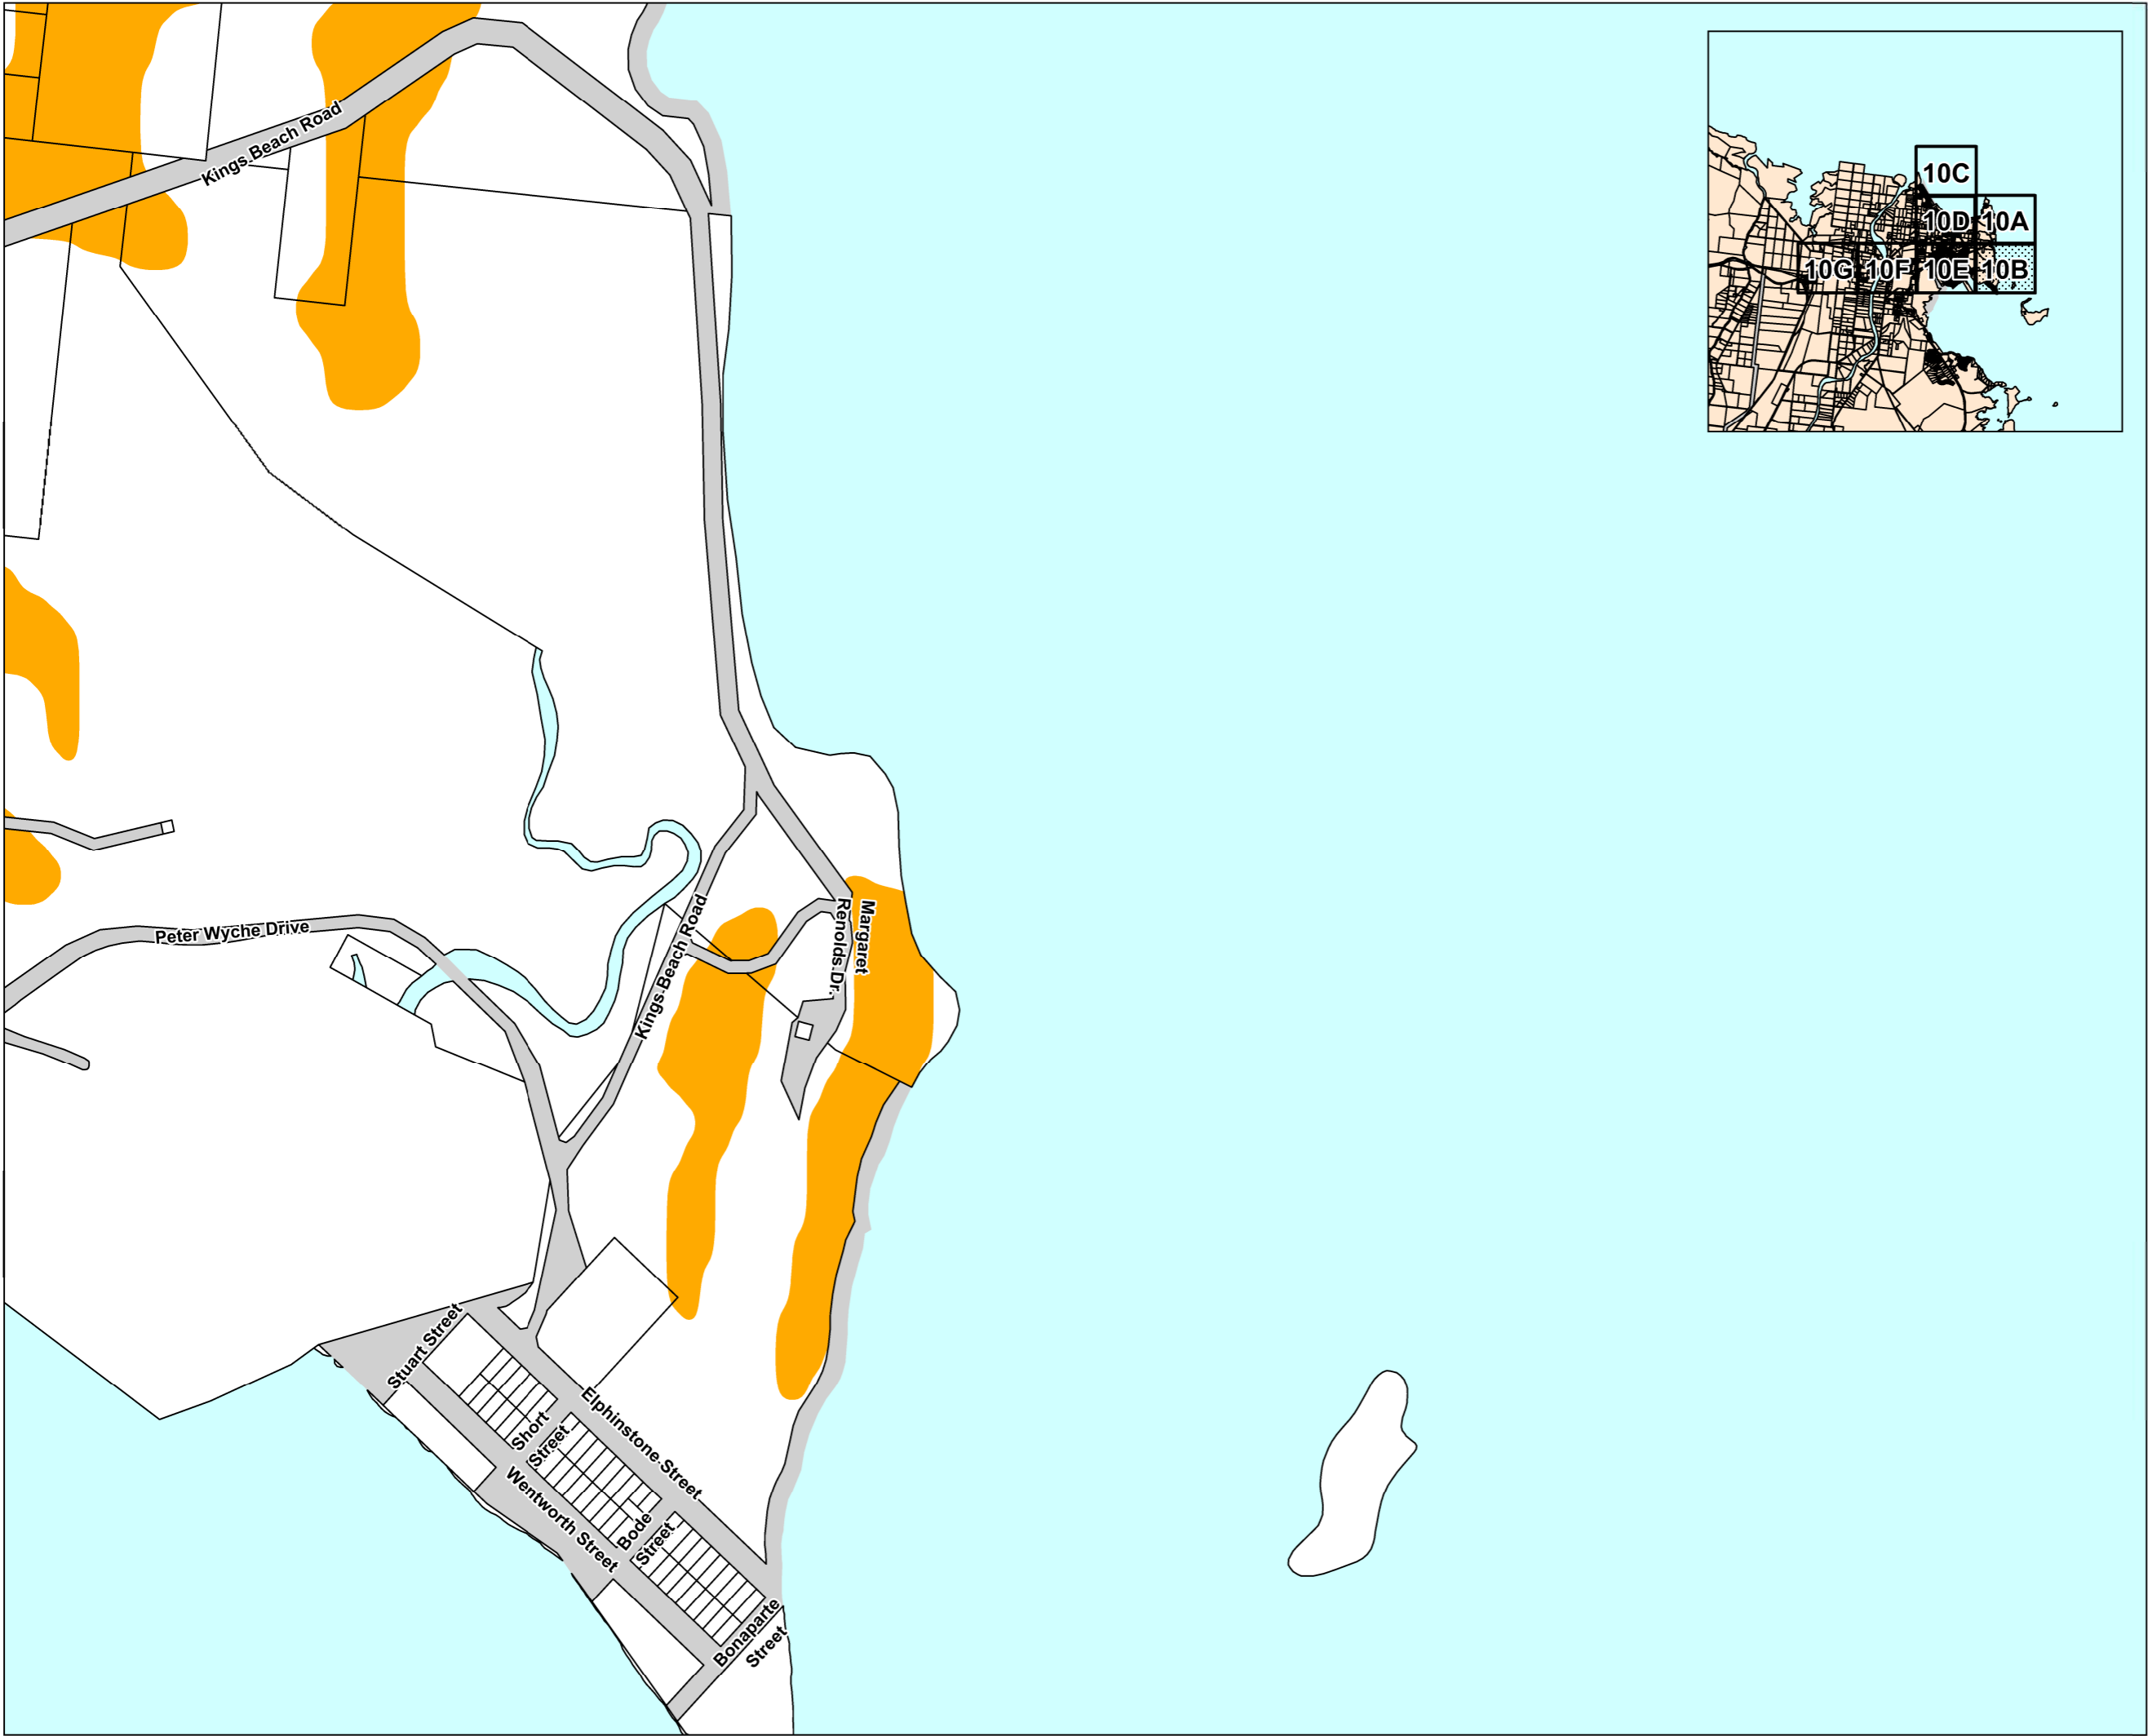 Kings Beach Road
10C
10D
10A
10G
10F
10E
10B
Peter Wyche Drive
Kings Beach Road
Margaret
Renolds Dr.
Stuart Street
Elphinstone Street
Short
Street
Wentworth Street
Bode
Street
Bonaparte
Street